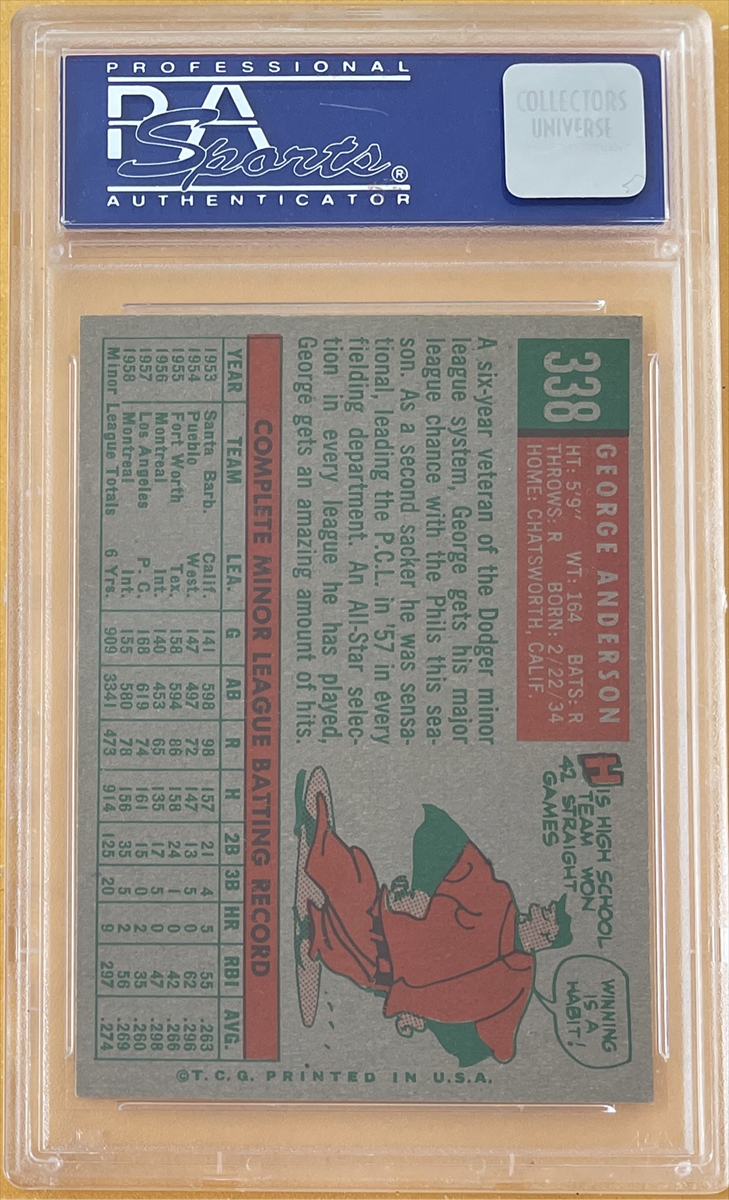 PROFESSIONAL
PSA
Sports®
AUTHENTICATOR
COLLECTORS
UNIVERSE
338
GEORGE ANDERSON
HT: 5'9" WT: 164 BATS: R
THROWS: R BORN: 2/22/34
HOME: CHATSWORTH, CALIF.
A six-year veteran of the Dodger minor
league system, George gets his major
league chance with the Phils this sea-
son. As a second sacker he was sensa-
tional, leading the P.C.L. in '57 in every
fielding department. An All-Star selec-
tion in every league he has played,
George gets an amazing amount of hits.
HIS HIGH SCHOOL
TEAM WON
42 STRAIGHT
GAMES
WINNING
IS A
HABIT!
COMPLETE MINOR LEAGUE BATTING RECORD
YEAR TEAM LEA. G AB R H 2B 3B HR RBI AVG.
1953 Santa Barb. Calif. 141 598 98 157 21 4 5 55 .263
1954 Pueblo West. 147 497 72 147 13 5 0 62 .296
1955 Fort Worth Tex. 158 594 86 158 24 1 0 42 .266
1956 Montreal Int. 140 453 65 135 17 5 0 47 .298
1957 Los Angeles P. C. 168 619 74 161 15 0 2 35 .260
1958 Montreal Int. 155 580 78 156 35 5 2 56 .269
Minor League Totals 6 Yrs. 909 3341 473 914 125 20 9 297 .274
©T.C.G. PRINTED IN U.S.A.